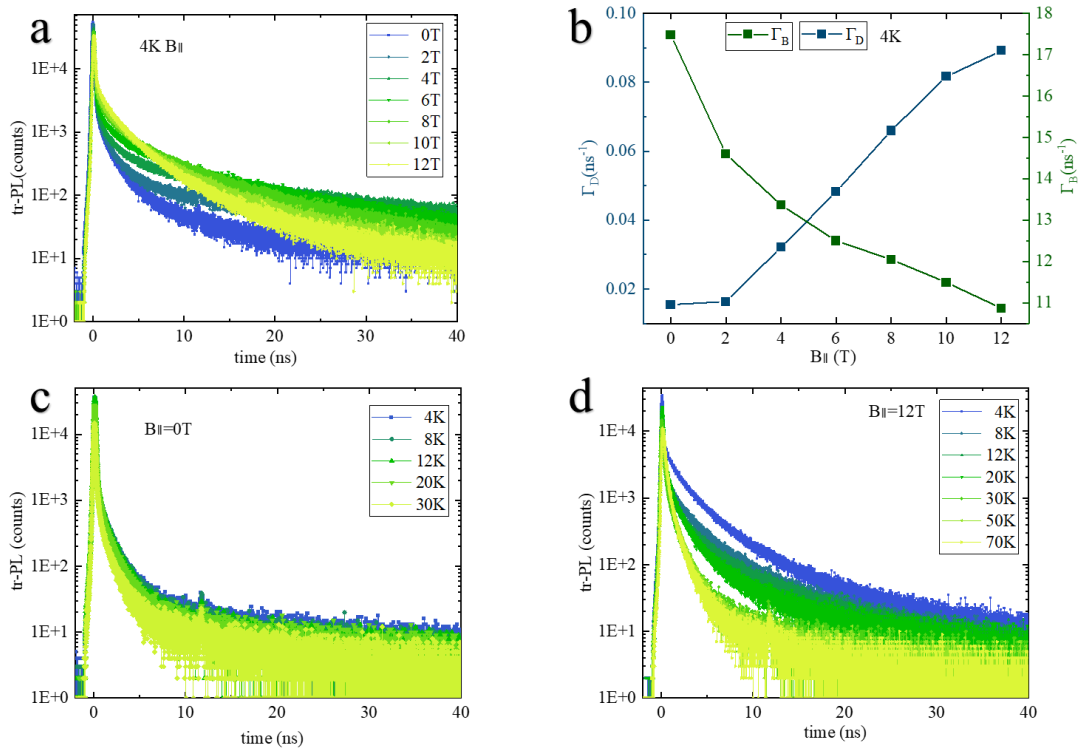 a
4K B∥
0T
2T
4T
6T
8T
10T
12T
tr-PL (counts)
1E+4
1E+3
1E+2
1E+1
1E+0
0
10
20
30
40
time (ns)
b
Γ_B
Γ_D
4K
Γ_D(ns⁻¹)
0.10
0.08
0.06
0.04
0.02
Γ_B(ns⁻¹)
18
17
16
15
14
13
12
11
0
2
4
6
8
10
12
B∥ (T)
c
B∥=0T
4K
8K
12K
20K
30K
tr-PL (counts)
1E+4
1E+3
1E+2
1E+1
1E+0
0
10
20
30
40
time (ns)
d
B∥=12T
4K
8K
12K
20K
30K
50K
70K
tr-PL (counts)
1E+4
1E+3
1E+2
1E+1
1E+0
0
10
20
30
40
time (ns)